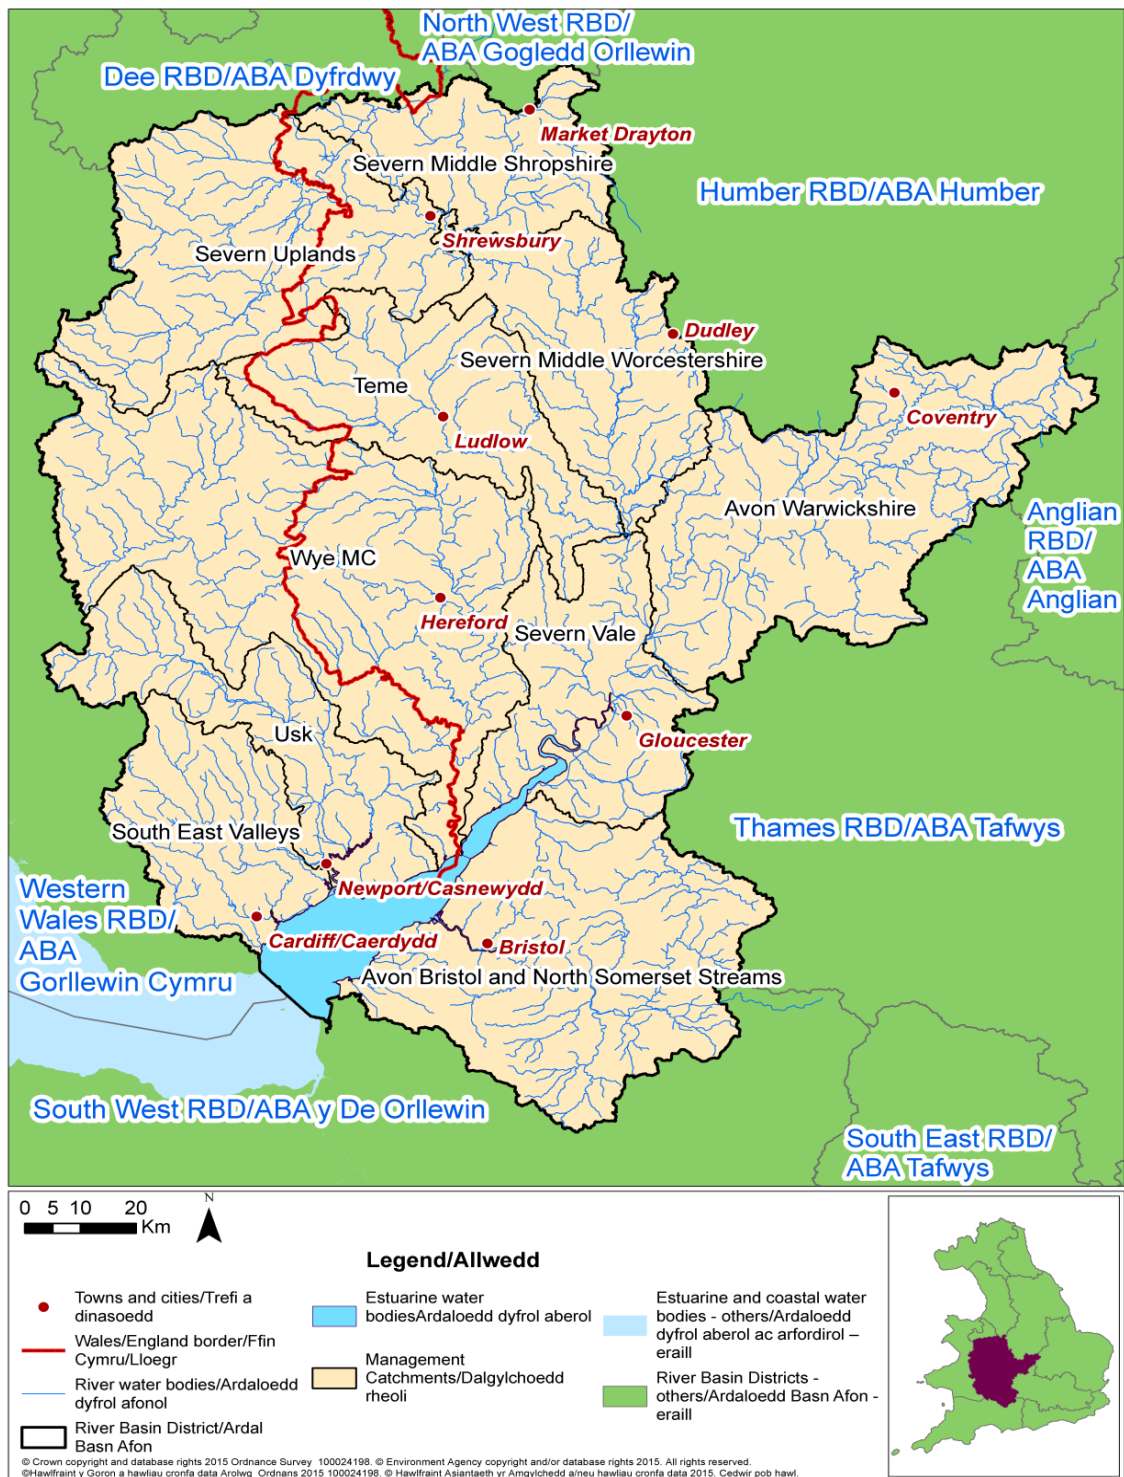 North West RBD/
ABA Gogledd Orllewin
Dee RBD/ABA Dyfrdwy
Market Drayton
Severn Middle Shropshire
Humber RBD/ABA Humber
Shrewsbury
Severn Uplands
Dudley
Severn Middle Worcestershire
Teme
Coventry
Ludlow
Avon Warwickshire
Anglian
RBD/
ABA
Anglian
Wye MC
Hereford
Severn Vale
Usk
Gloucester
South East Valleys
Thames RBD/ABA Tafwys
Western
Wales RBD/
ABA
Gorllewin Cymru
Newport/Casnewydd
Cardiff/Caerdydd
Bristol
Avon Bristol and North Somerset Streams
South West RBD/ABA y De Orllewin
South East RBD/
ABA Tafwys
0 5 10 20
Km
N
Legend/Allwedd
Towns and cities/Trefi a
dinasoedd
Wales/England border/Ffin
Cymru/Lloegr
River water bodies/Ardaloedd
dyfrol afonol
River Basin District/Ardal
Basn Afon
Estuarine water
bodiesArdaloedd dyfrol aberol
Management
Catchments/Dalgylchoedd
rheoli
Estuarine and coastal water
bodies - others/Ardaloedd
dyfrol aberol ac arfordirol –
eraill
River Basin Districts -
others/Ardaloedd Basn Afon -
eraill
© Crown copyright and database rights 2015 Ordnance Survey 100024198. © Environment Agency copyright and/or database rights 2015. All rights reserved.
©Hawlfraint y Goron a hawliau cronfa data Arolwg Ordnans 2015 100024198. © Hawlfraint Asiantaeth yr Amgylchedd a/neu hawliau cronfa data 2015. Cedwir pob hawl.